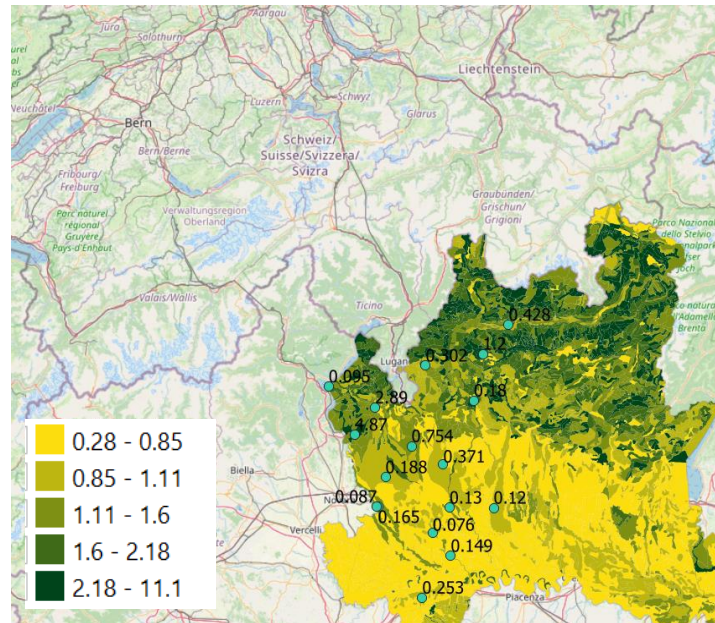 Aargau
Jura
Solothurn
Liechtenstein
Neuchâtel
Luzern
Schwyz
Bern
Glarus
Schweiz/
Suisse/Svizzera/
Svizra
Bern/Berne
Fribourg/
Freiburg
Graubünden/
Grischun/
Grigioni
Parc naturel
régional
Gruyère
Pays-d'Enhaut
Verwaltungsregion
Oberland
Parco Nazional
dello Stelvio
Valais/Wallis
Ticino
l'Adamello
Brenta
0.428
1.2
Lugan
0.302
0.095
0.18
2.89
4.87
0.754
0.371
0.188
Biella
0.087
0.165
0.13
0.12
Vercelli
0.076
0.149
0.253
Piacenza
0.28 - 0.85
0.85 - 1.11
1.11 - 1.6
1.6 - 2.18
2.18 - 11.1